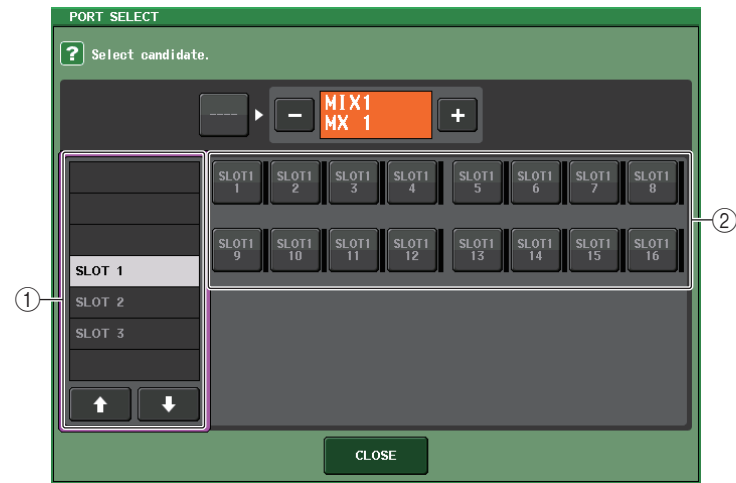 PORT SELECT
? Select candidate.
---- − MIX1 +
MX 1
SLOT1 SLOT1 SLOT1 SLOT1 SLOT1 SLOT1 SLOT1 SLOT1
1 2 3 4 5 6 7 8
②
SLOT1 SLOT1 SLOT1 SLOT1 SLOT1 SLOT1 SLOT1 SLOT1
9 10 11 12 13 14 15 16
SLOT 1
①
SLOT 2
SLOT 3
CLOSE